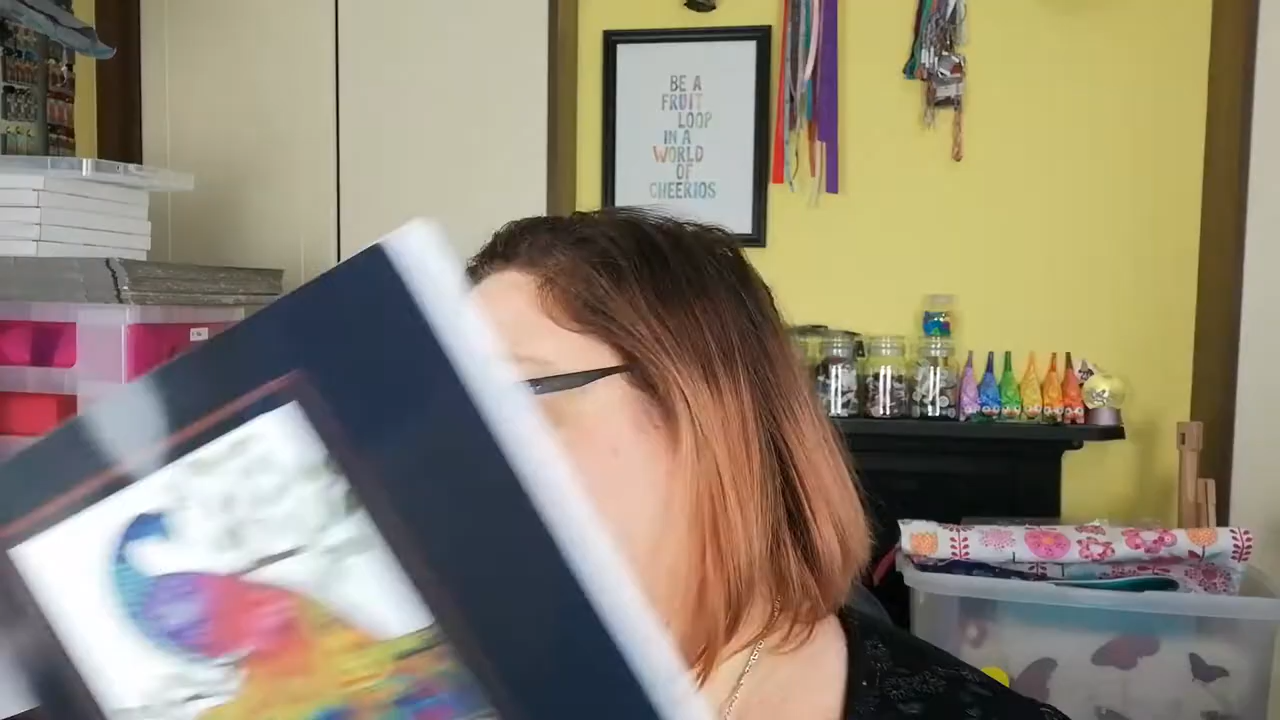 BE A
FRUIT
LOOP
IN A
WORLD
OF
CHEERIOS